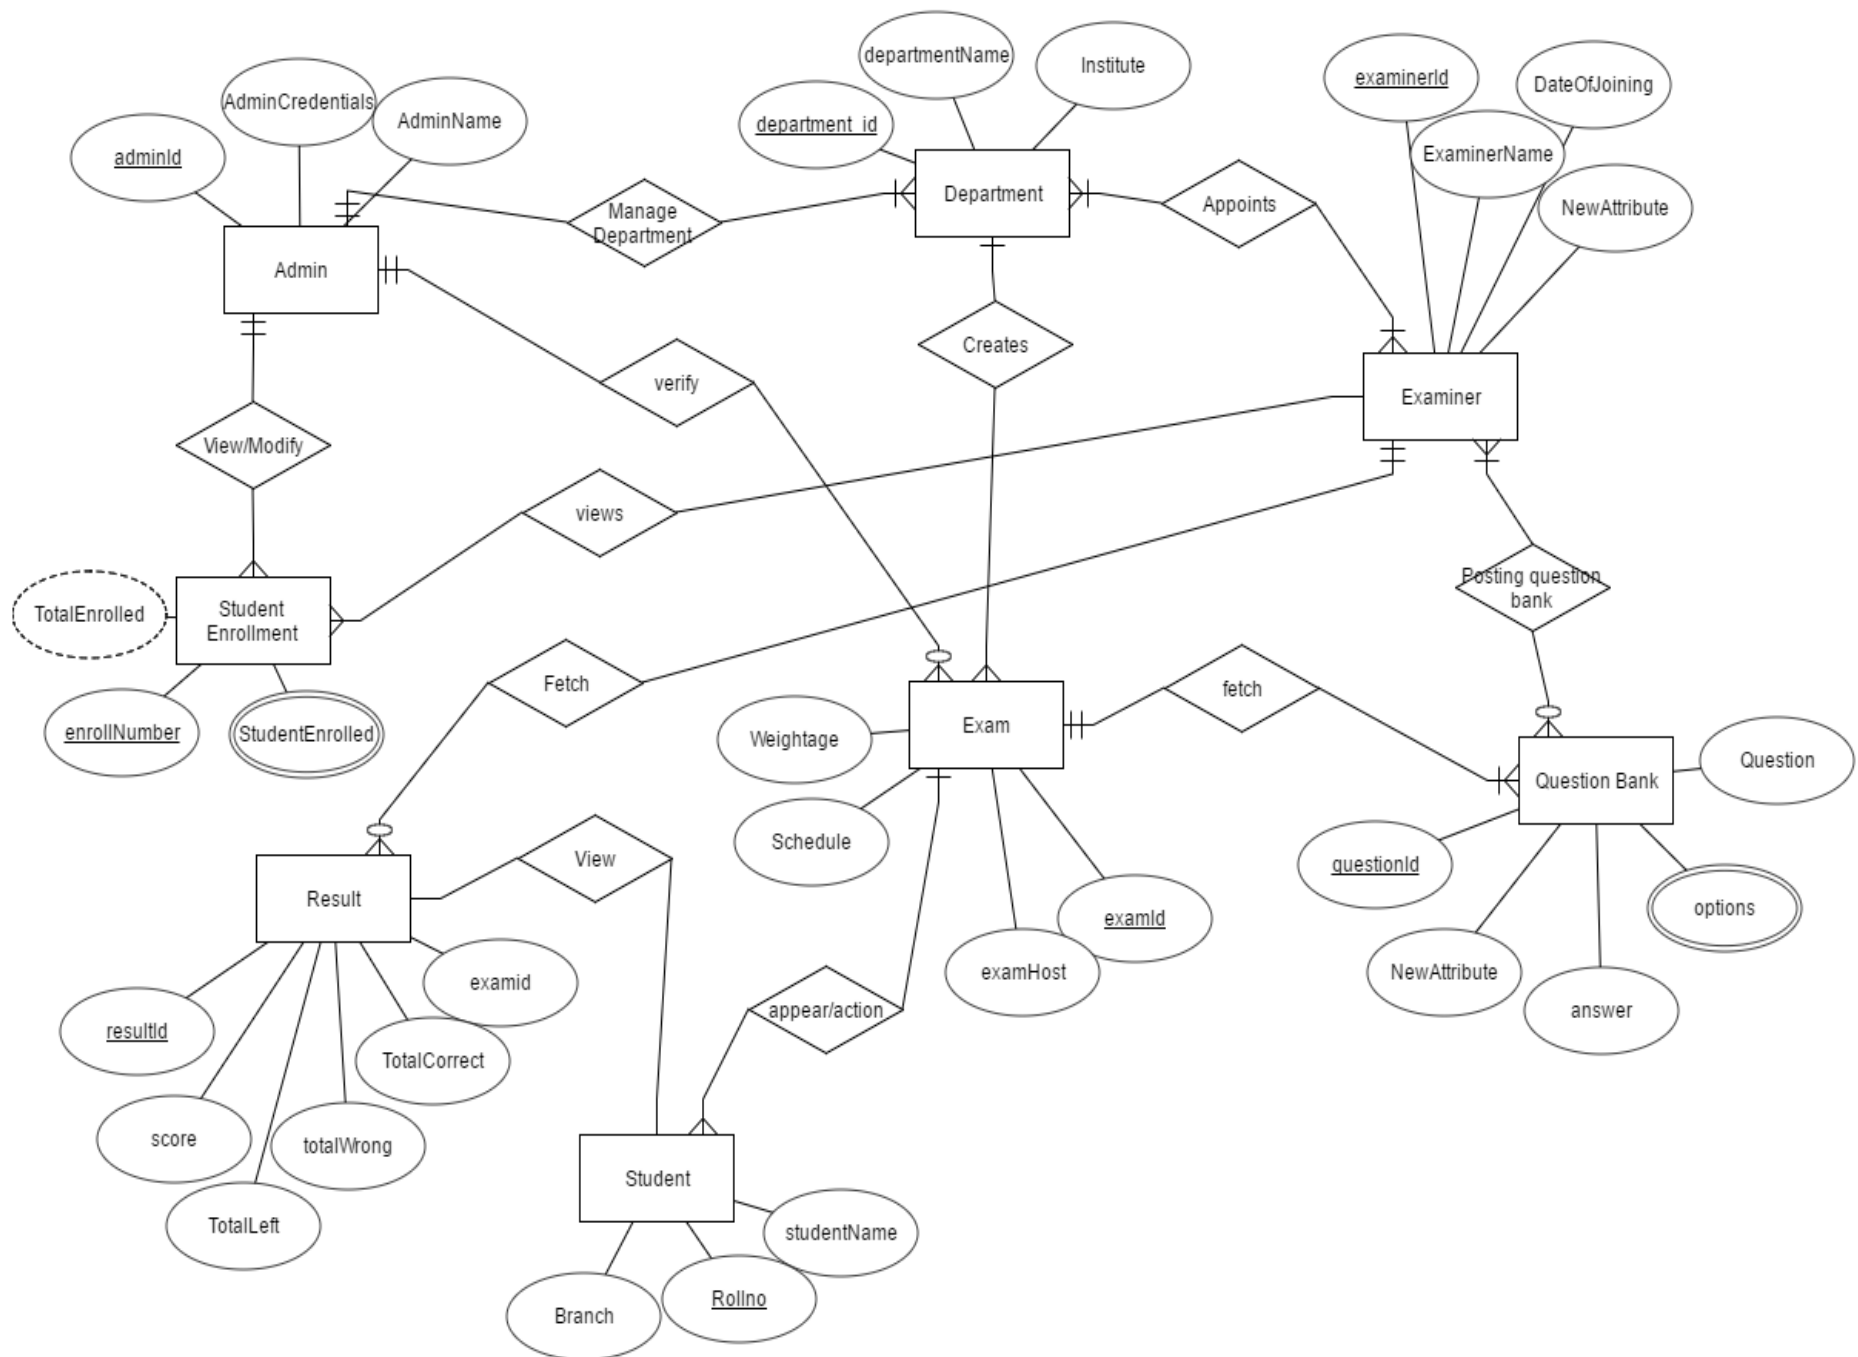 departmentName
Institute
examinerId
DateOfJoining
AdminCredentials
AdminName
department_id
adminId
ExaminerName
Department
Appoints
NewAttribute
Manage
Department
Admin
Creates
verify
Examiner
View/Modify
views
Posting question
bank
Student
Enrollment
TotalEnrolled
Fetch
fetch
enrollNumber
StudentEnrolled
Weightage
Exam
Question Bank
Question
Schedule
View
questionId
Result
options
examId
examid
examHost
NewAttribute
answer
appear/action
resultId
TotalCorrect
score
totalWrong
Student
TotalLeft
studentName
Rollno
Branch